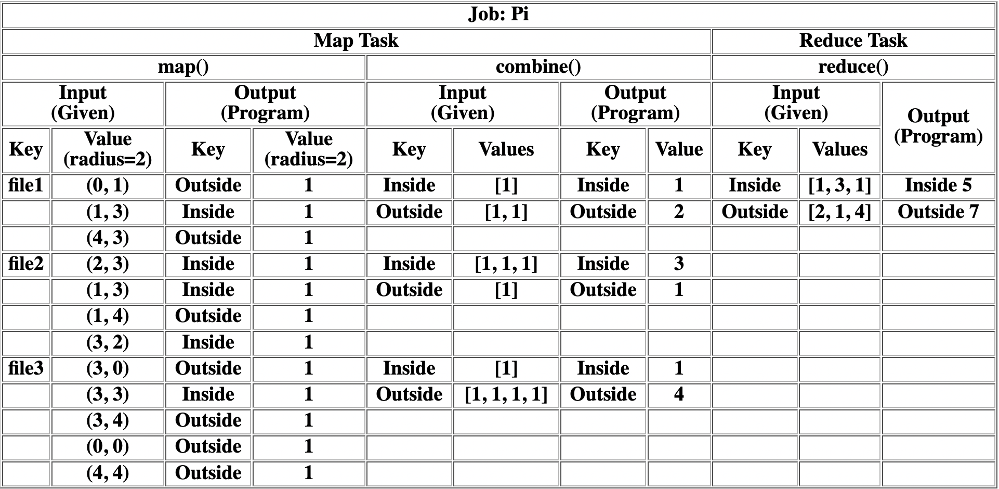 Job: Pi
Map Task Reduce Task
map() combine() reduce()
Input (Given) Output (Program) Input (Given) Output (Program) Input (Given) Output (Program)
Key Value (radius=2) Key Value (radius=2) Key Values Key Value Key Values
file1 (0, 1) Outside 1 Inside [1] Inside 1 Inside [1, 3, 1] Inside 5
(1, 3) Inside 1 Outside [1, 1] Outside 2 Outside [2, 1, 4] Outside 7
(4, 3) Outside 1
file2 (2, 3) Inside 1 Inside [1, 1, 1] Inside 3
(1, 3) Inside 1 Outside [1] Outside 1
(1, 4) Outside 1
(3, 2) Inside 1
file3 (3, 0) Outside 1 Inside [1] Inside 1
(3, 3) Inside 1 Outside [1, 1, 1, 1] Outside 4
(3, 4) Outside 1
(0, 0) Outside 1
(4, 4) Outside 1